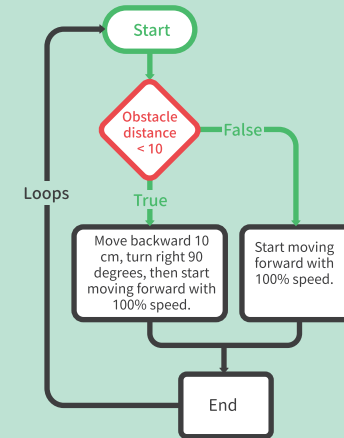 Start
Obstacle
distance
< 10
False
True
Loops
Move backward 10
cm, turn right 90
degrees, then start
moving forward with
100% speed.
Start moving
forward with
100% speed.
End